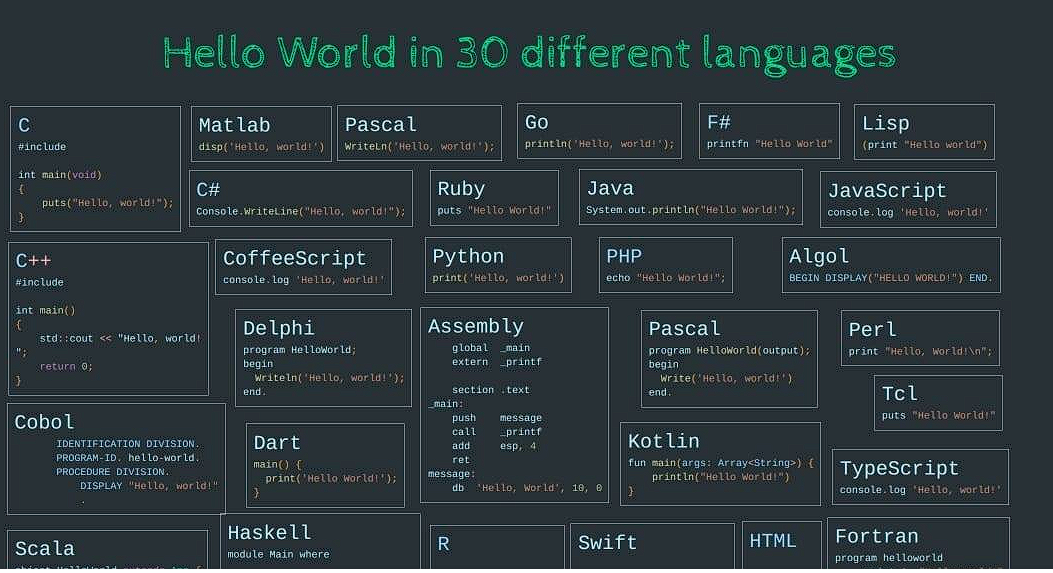 Hello World in 30 different languages
C
#include
int main(void)
{
puts("Hello, world!");
}
Matlab
disp('Hello, world!')
Pascal
WriteLn('Hello, world!');
Go
println('Hello, world!');
F#
printfn "Hello World"
Lisp
(print "Hello world")
C#
Console.WriteLine("Hello, world!");
Ruby
puts "Hello World!"
Java
System.out.println("Hello World!");
JavaScript
console.log 'Hello, world!'
C++
#include
int main()
{
std::cout << "Hello, world!
";
return 0;
}
CoffeeScript
console.log 'Hello, world!'
Python
print('Hello, world!')
PHP
echo "Hello World!";
Algol
BEGIN DISPLAY("HELLO WORLD!") END.
Delphi
program HelloWorld;
begin
Writeln('Hello, world!');
end.
Assembly
global _main
extern _printf
section .text
_main:
push message
call _printf
add esp, 4
ret
message:
db 'Hello, World', 10, 0
Pascal
program HelloWorld(output);
begin
Write('Hello, world!')
end.
Perl
print "Hello, World!\n";
Tcl
puts "Hello World!"
Cobol
IDENTIFICATION DIVISION.
PROGRAM-ID. hello-world.
PROCEDURE DIVISION.
DISPLAY "Hello, world!"
.
Dart
main() {
print('Hello World!');
}
Kotlin
fun main(args: Array<String>) {
println("Hello World!")
}
TypeScript
console.log 'Hello, world!'
Scala
Haskell
module Main where
R
Swift
HTML
Fortran
program helloworld